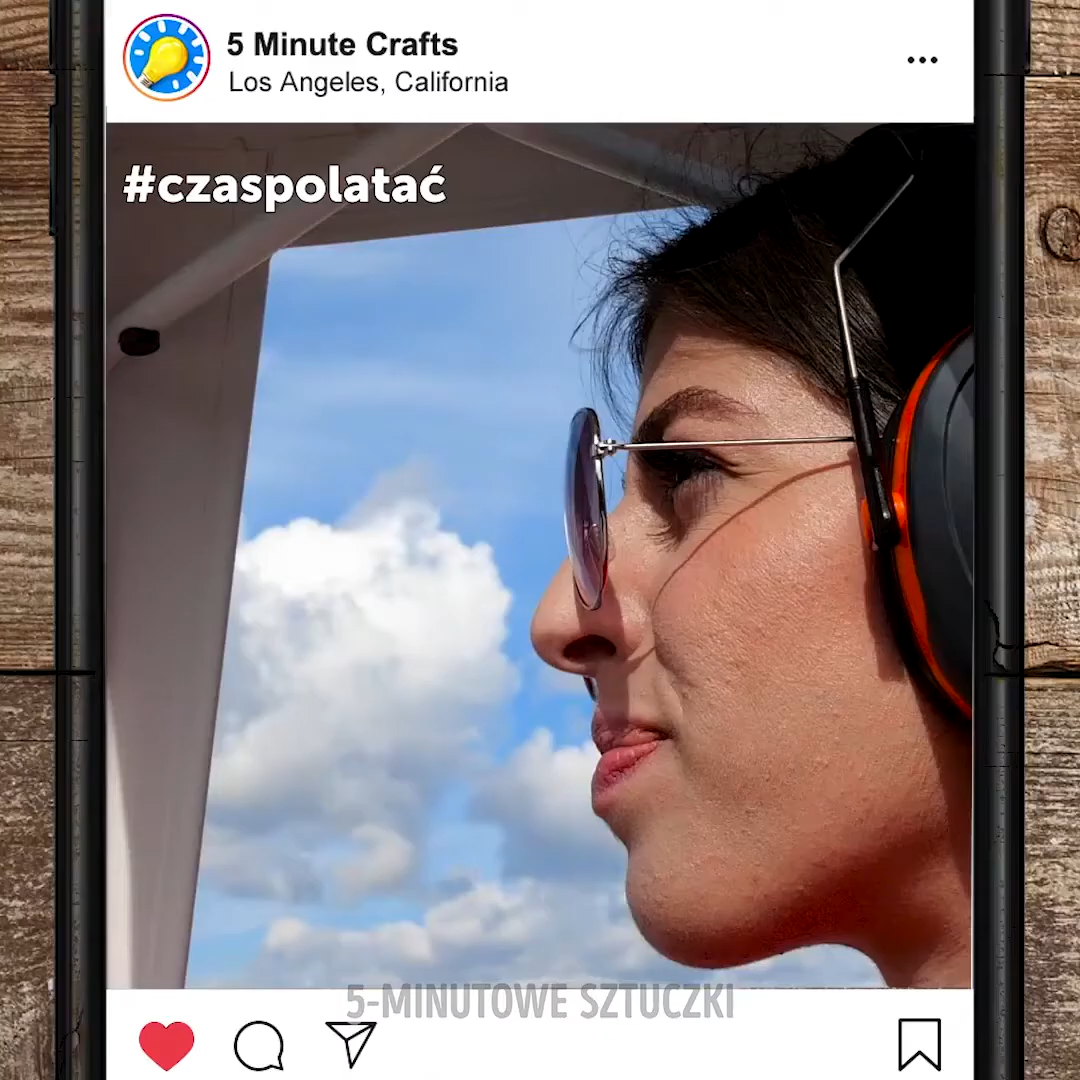 5 Minute Crafts
Los Angeles, California
#czaspolatać
5-MINUTOWE SZTUCZKI